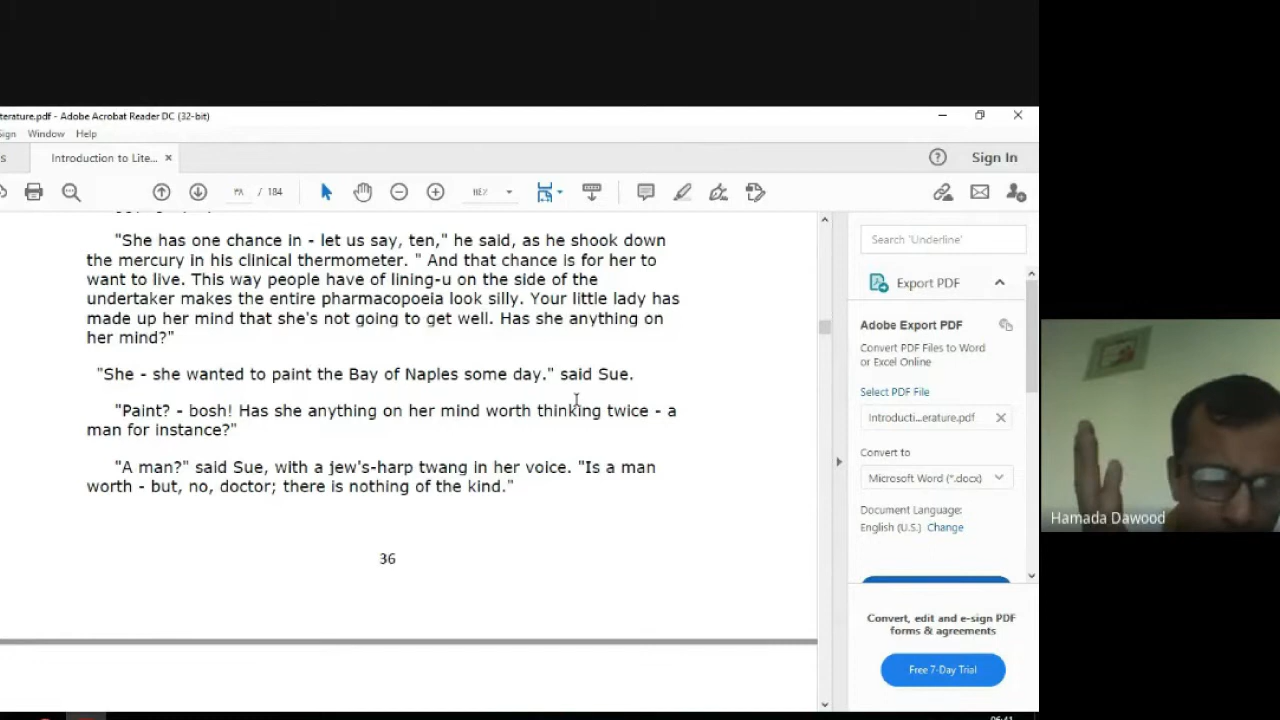 terature.pdf - Adobe Acrobat Reader DC (32-bit)
Sign Window Help
s Introduction to Lite... ×
/ 184
Sign In
"She has one chance in - let us say, ten," he said, as he shook down
the mercury in his clinical thermometer. " And that chance is for her to
want to live. This way people have of lining-u on the side of the
undertaker makes the entire pharmacopoeia look silly. Your little lady has
made up her mind that she's not going to get well. Has she anything on
her mind?"
"She - she wanted to paint the Bay of Naples some day." said Sue.
"Paint? - bosh! Has she anything on her mind worth thinking twice - a
man for instance?"
"A man?" said Sue, with a jew's-harp twang in her voice. "Is a man
worth - but, no, doctor; there is nothing of the kind."
36
Search 'Underline'
Export PDF
Adobe Export PDF
Convert PDF Files to Word
or Excel Online
Select PDF File
Introducti...erature.pdf
Convert to
Microsoft Word (*.docx)
Document Language:
English (U.S.) Change
Convert, edit and e-sign PDF
forms & agreements
Free 7-Day Trial
Hamada Dawood